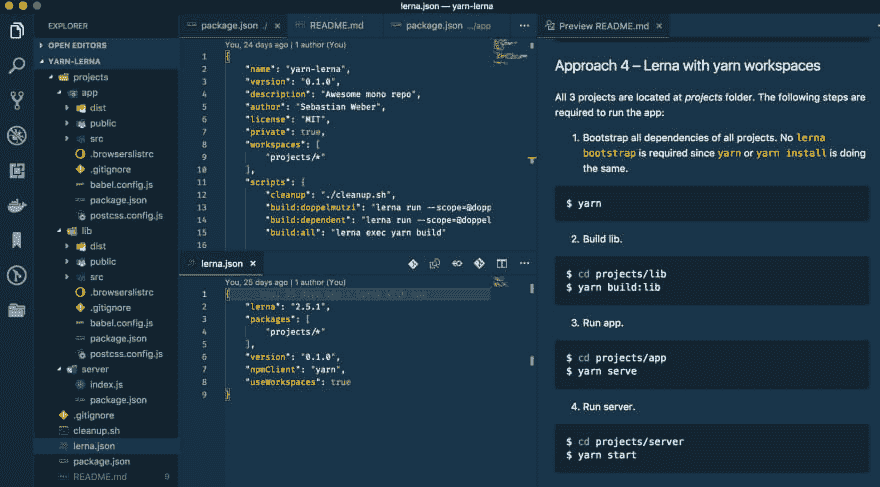 lerna.json — yarn-lerna
EXPLORER
OPEN EDITORS
YARN-LERNA
projects
app
dist
public
src
.browserslistrc
.gitignore
babel.config.js
package.json
postcss.config.js
lib
dist
public
src
.browserslistrc
.gitignore
babel.config.js
package.json
postcss.config.js
server
index.js
package.json
.gitignore
cleanup.sh
lerna.json
package.json
README.md 9
package.json ./ ×
README.md
package.json .../app
...
You, 24 days ago | 1 author (You)
1 {
2 "name": "yarn-lerna",
3 "version": "0.1.0",
4 "description": "Awesome mono repo",
5 "author": "Sebastian Weber",
6 "license": "MIT",
7 "private": true,
8 "workspaces": [
9 "projects/*"
10 ],
11 "scripts": {
12 "cleanup": "./cleanup.sh",
13 "build:doppelmutzi": "lerna run --scope=@dopp
14 "build:dependent": "lerna run --scope=@doppel
15 "build:all": "lerna exec yarn build"
16
lerna.json ×
...
You, 25 days ago | 1 author (You)
1 {
2 "lerna": "2.5.1",
3 "packages": [
4 "projects/*"
5 ],
6 "version": "0.1.0",
7 "npmClient": "yarn",
8 "useWorkspaces": true
9 }
Preview README.md ×
Approach 4 – Lerna with yarn workspaces
All 3 projects are located at projects folder. The following steps are
required to run the app:
1. Bootstrap all dependencies of all projects. No lerna
bootstrap is required since yarn or yarn install is doing
the same.
$ yarn
2. Build lib.
$ cd projects/lib
$ yarn build:lib
3. Run app.
$ cd projects/app
$ yarn serve
4. Run server.
$ cd projects/server
$ yarn start